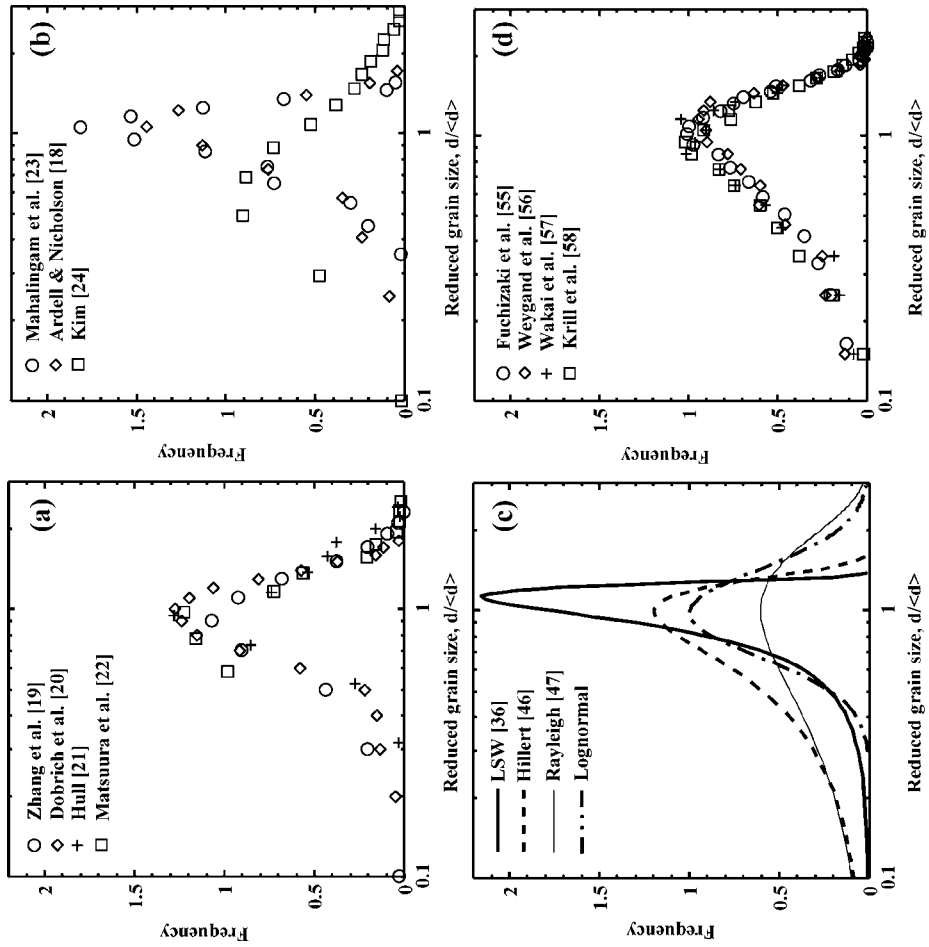 (a)
Zhang et al. [19]
Dobrich et al. [20]
Hull [21]
Matsuura et al. [22]
Frequency
2
1.5
1
0.5
0
0.1
1
Reduced grain size, d/<d>
(b)
Mahalingam et al. [23]
Ardell & Nicholson [18]
Kim [24]
Frequency
2
1.5
1
0.5
0
0.1
1
Reduced grain size, d/<d>
(c)
LSW [36]
Hillert [46]
Rayleigh [47]
Lognormal
Frequency
2
1.5
1
0.5
0
0.1
1
Reduced grain size, d/<d>
(d)
Fuchizaki et al. [55]
Weygand et al. [56]
Wakai et al. [57]
Krill et al. [58]
Frequency
2
1.5
1
0.5
0
0.1
1
Reduced grain size, d/<d>